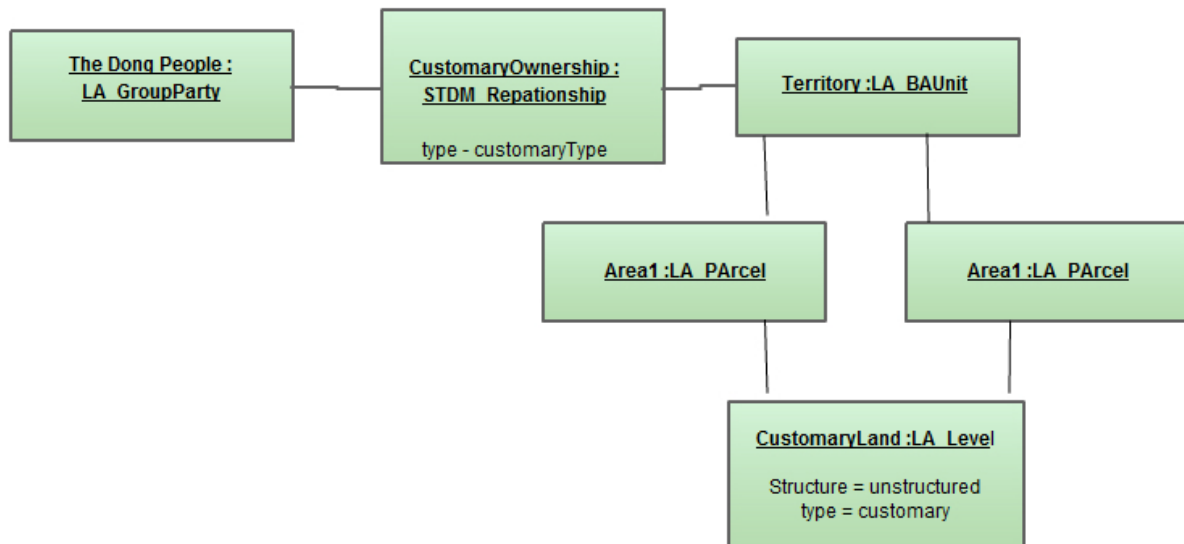 The Dong People :
LA_GroupParty
CustomaryOwnership :
STDM_Repationship
type - customaryType
Territory :LA_BAUnit
Area1 :LA_PArcel
Area1 :LA_PArcel
CustomaryLand :LA_Level
Structure = unstructured
type = customary